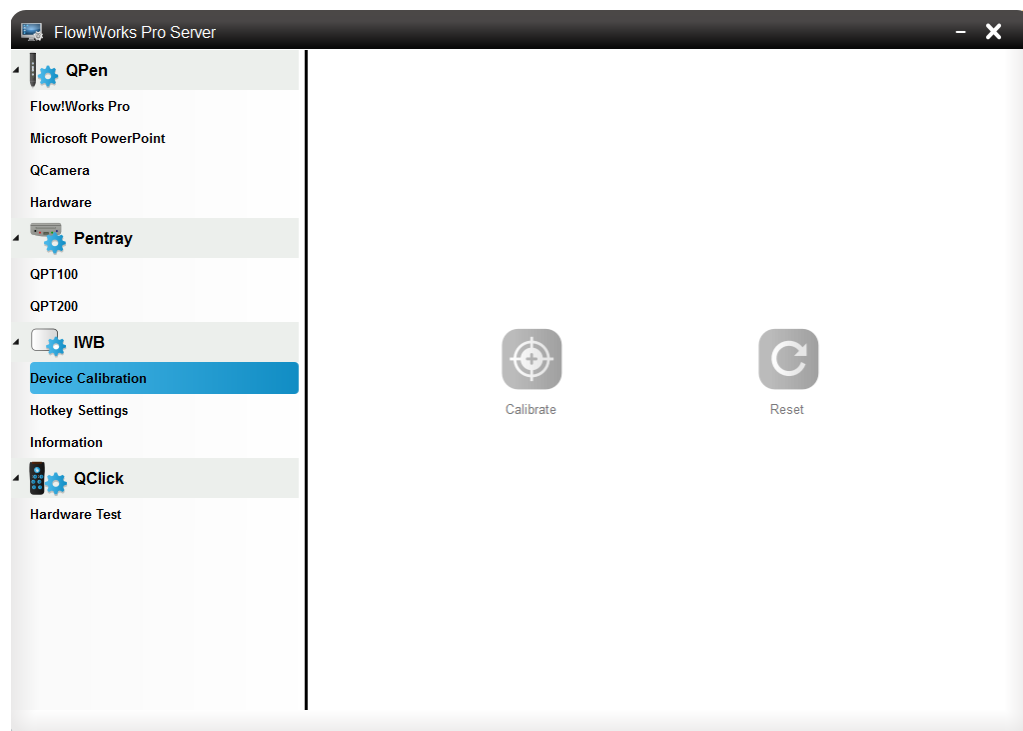 Flow!Works Pro Server
QPen
Flow!Works Pro
Microsoft PowerPoint
QCamera
Hardware
Pentray
QPT100
QPT200
IWB
Device Calibration
Hotkey Settings
Information
QClick
Hardware Test
Calibrate
Reset